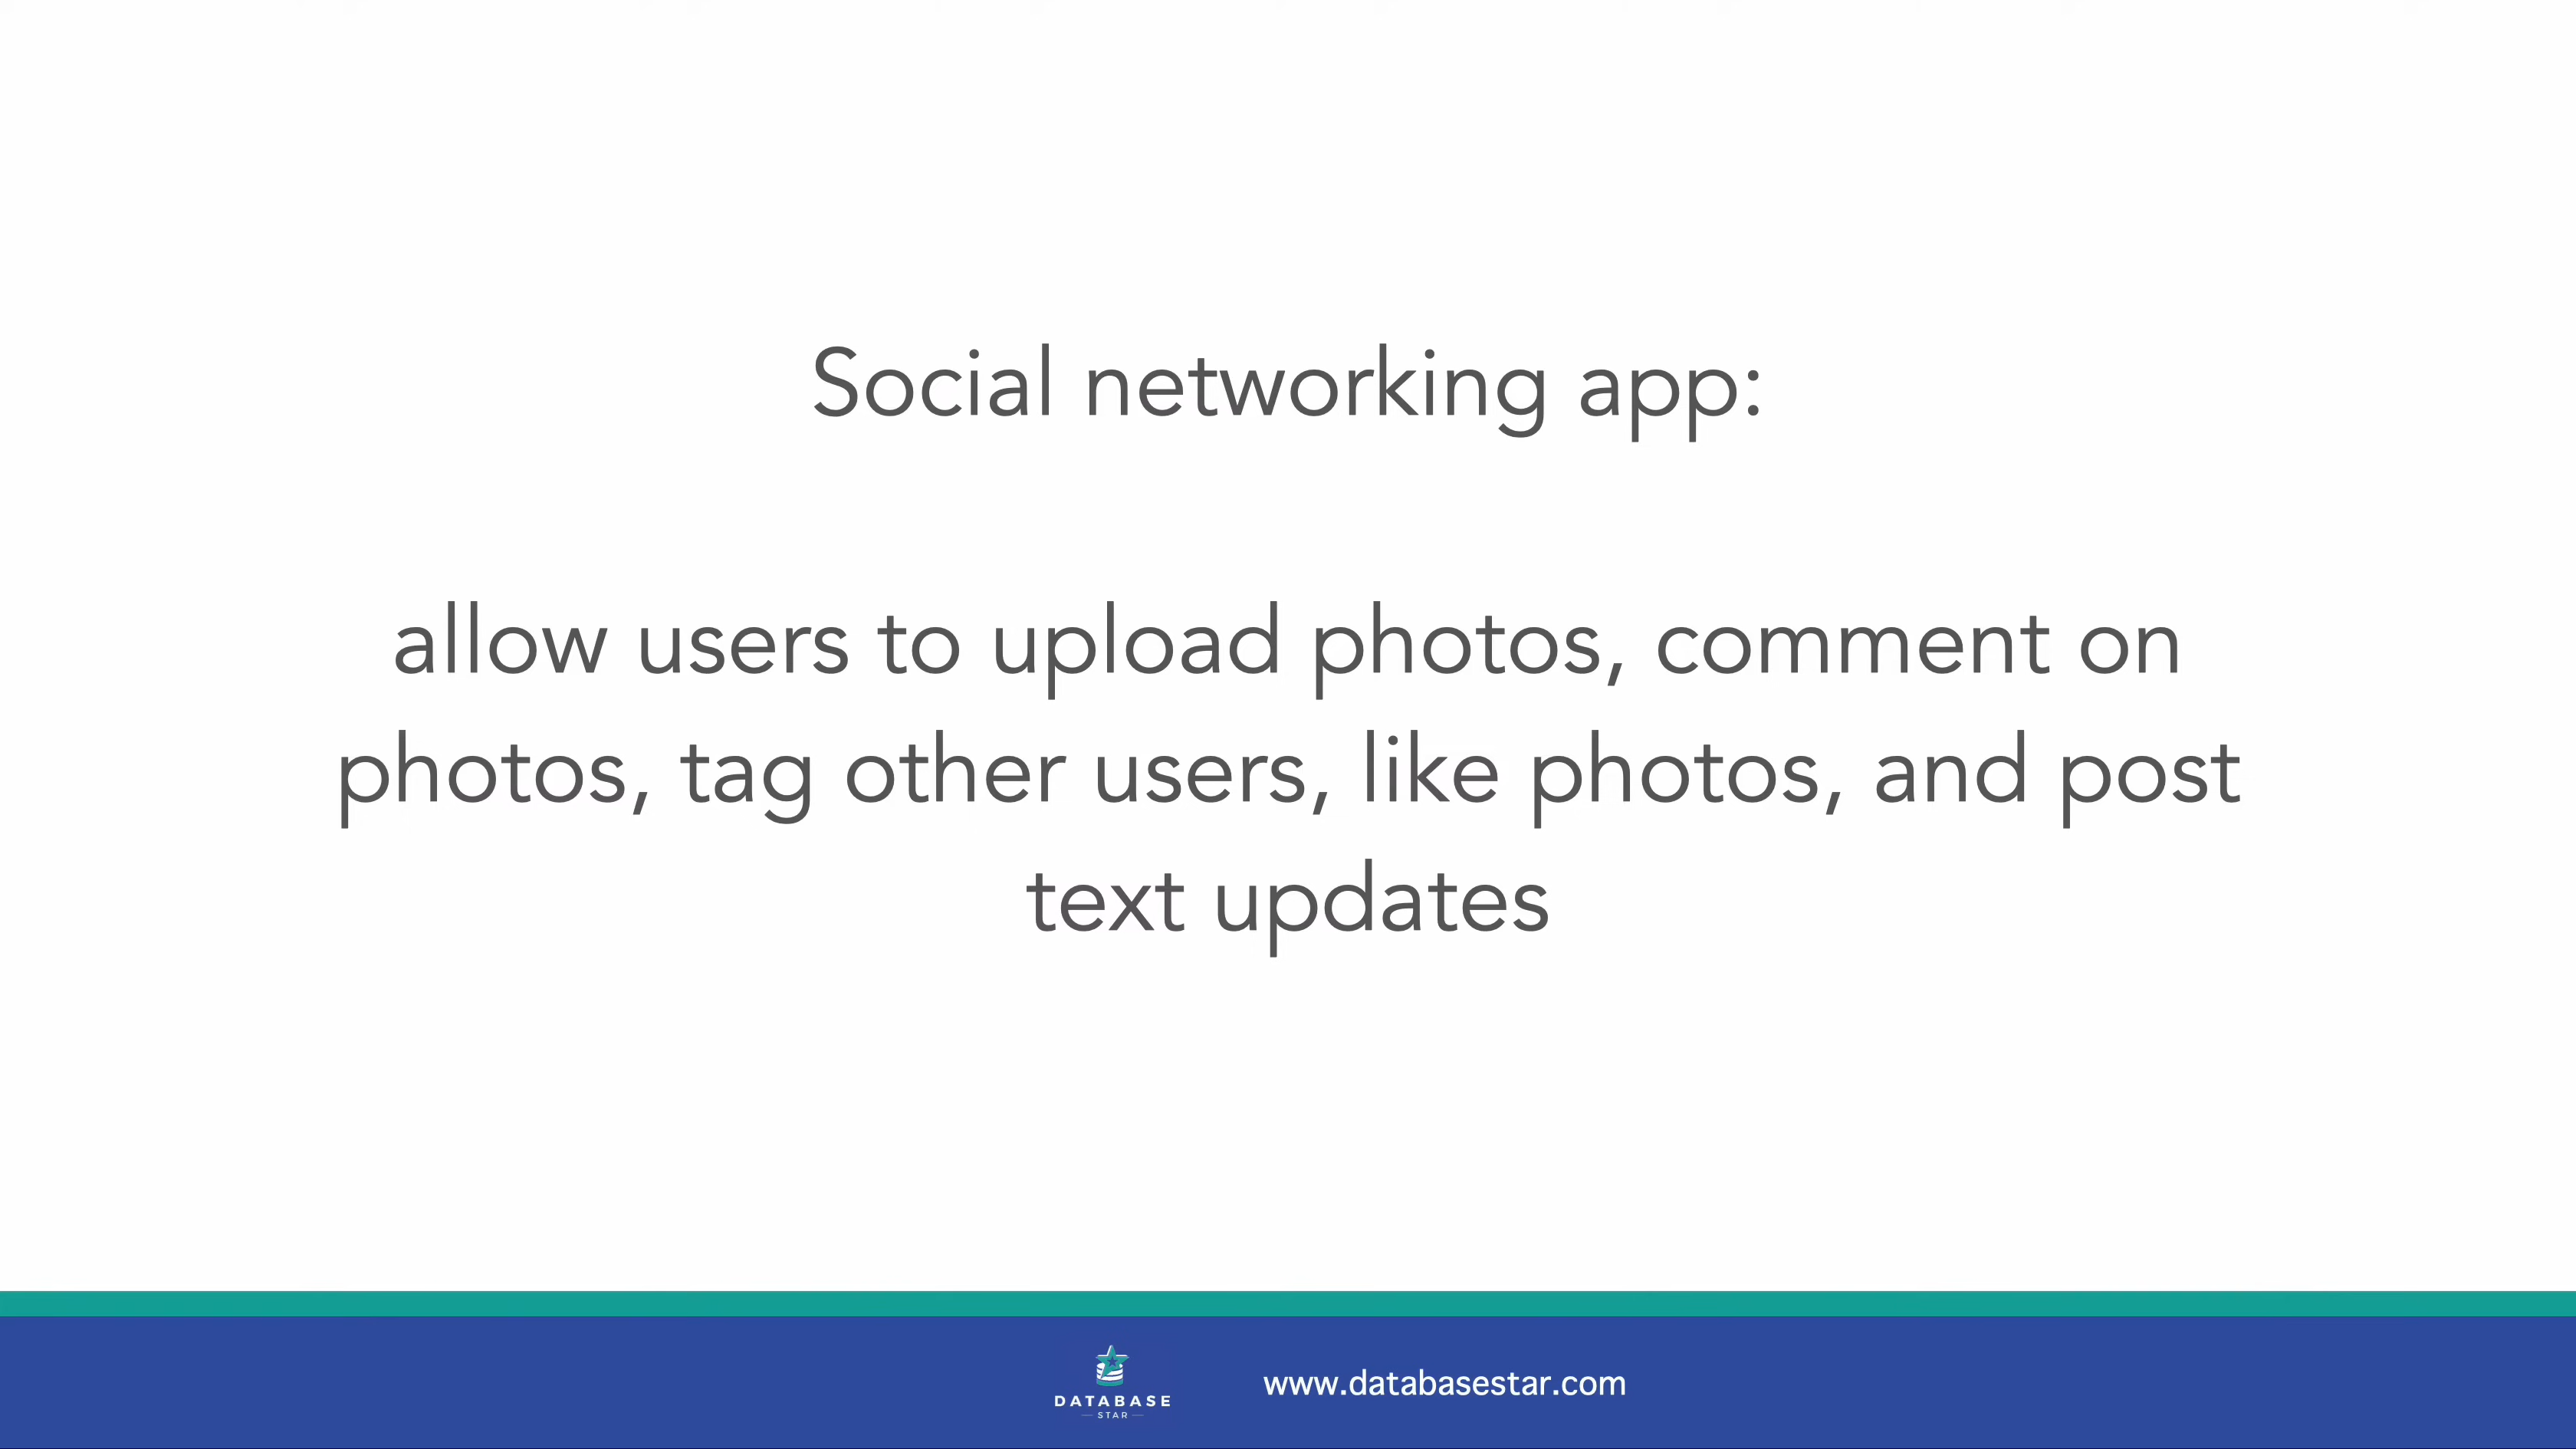 Social networking app:
allow users to upload photos, comment on
photos, tag other users, like photos, and post
text updates
DATABASE
STAR
www.databasestar.com